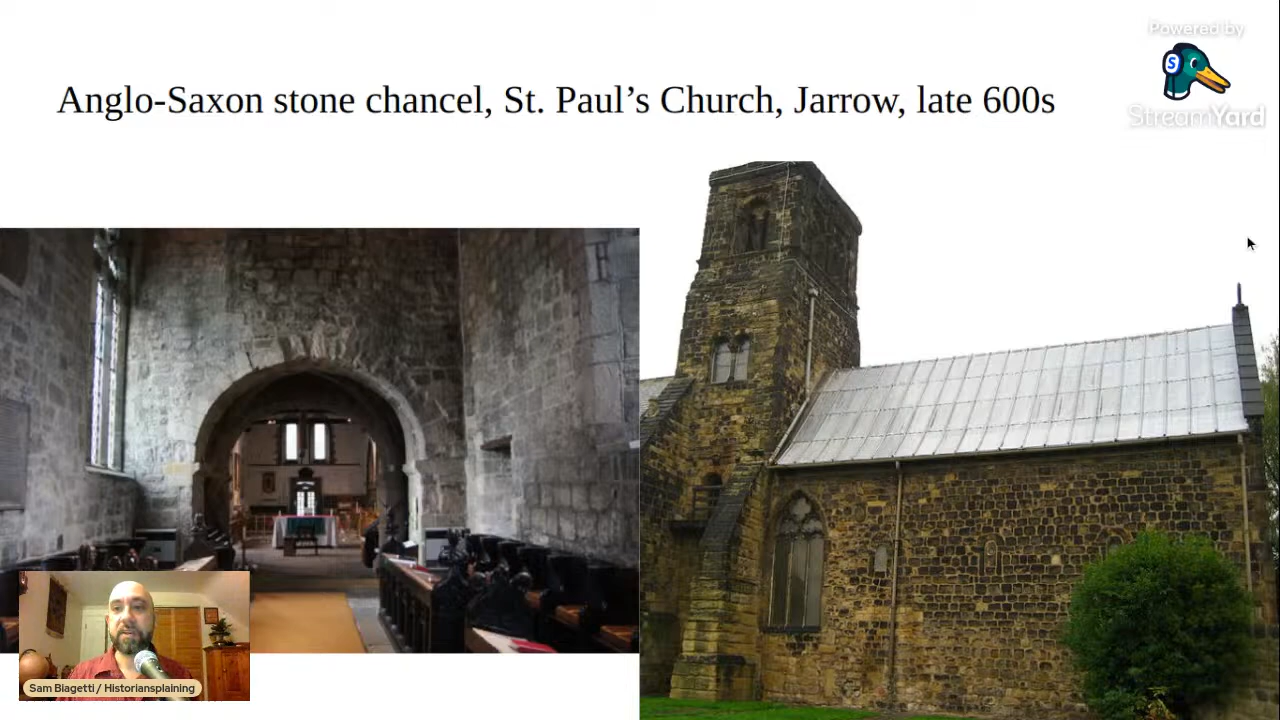 Powered by
Anglo-Saxon stone chancel, St. Paul’s Church, Jarrow, late 600s
S
StreamYard
Sam Biagetti / Historiansplaining